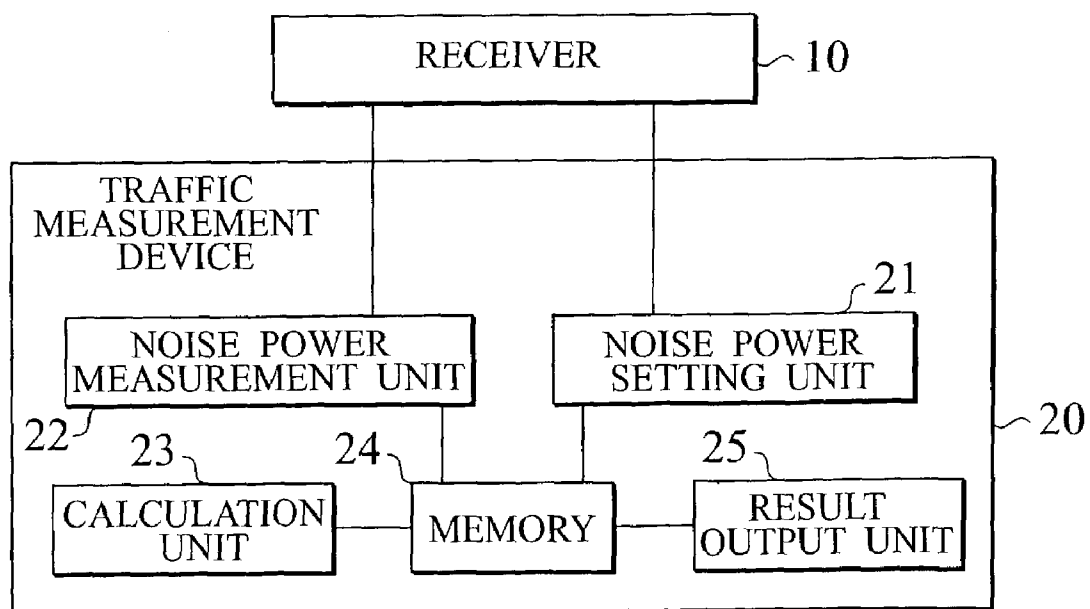 RECEIVER
10
TRAFFIC
MEASUREMENT
DEVICE
21
NOISE POWER
MEASUREMENT UNIT
NOISE POWER
SETTING UNIT
22
20
23
24
25
CALCULATION
UNIT
MEMORY
RESULT
OUTPUT UNIT